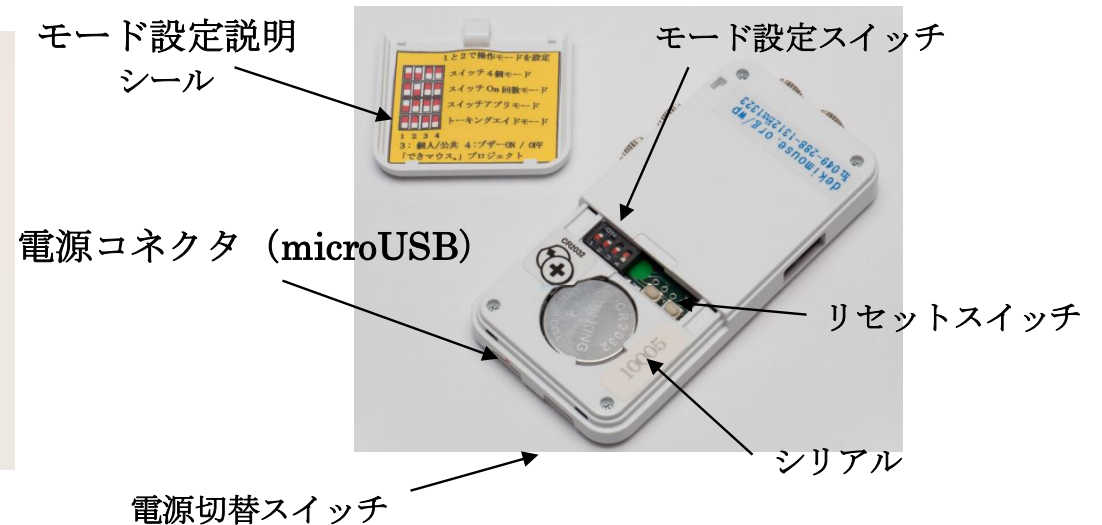 モード設定説明
シール
モード設定スイッチ
1と2で操作モードを設定
スイッチ4個モード
スイッチOn回数モード
スイッチアプリモード
トーキングエイドモード
1 2 3 4
3: 個人/公共 4:ブザーON / OFF
「できマウス。」プロジェクト
dekimouse.org/wp
電源コネクタ（microUSB）
CR2032
CR2032
10005
リセットスイッチ
シリアル
電源切替スイッチ